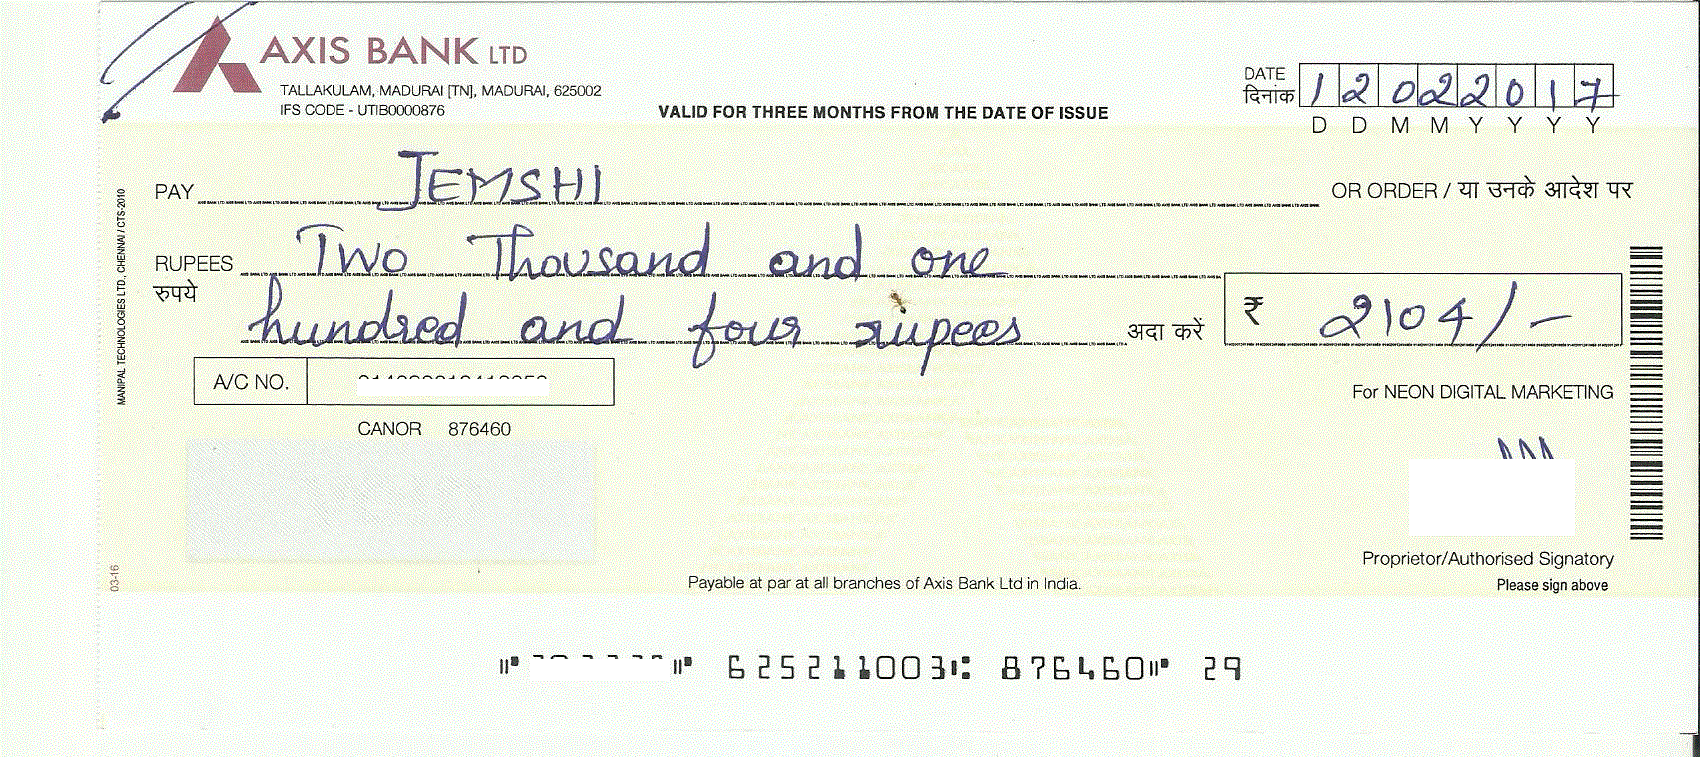 AXIS BANK LTD
TALLAKULAM, MADURAI [TN], MADURAI, 625002
IFS CODE - UTIB0000876
VALID FOR THREE MONTHS FROM THE DATE OF ISSUE
DATE
दिनांक
12022017
D D M M Y Y Y Y
PAY JEMSHI OR ORDER / या उनके आदेश पर
RUPEES Two Thousand and one
रुपये
hundred and four rupees अदा करें ₹ 2104/-
A/C NO.
For NEON DIGITAL MARKETING
CANOR 876460
MANIPAL TECHNOLOGIES LTD., CHENNAI / CTS-2010
03-16
Proprietor/Authorised Signatory
Please sign above
Payable at par at all branches of Axis Bank Ltd in India.
625211003 876460 29